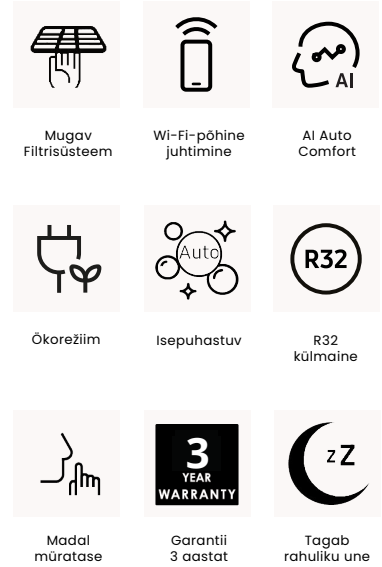 Mugav
Filtrisüsteem
Wi-Fi-põhine
juhtimine
AI
AI Auto
Comfort
Ökorežiim
Auto
Isepuhastuv
R32
R32
külmaine
Madal
müratase
3
YEAR
WARRANTY
Garantii
3 aastat
zZ
Tagab
rahuliku une